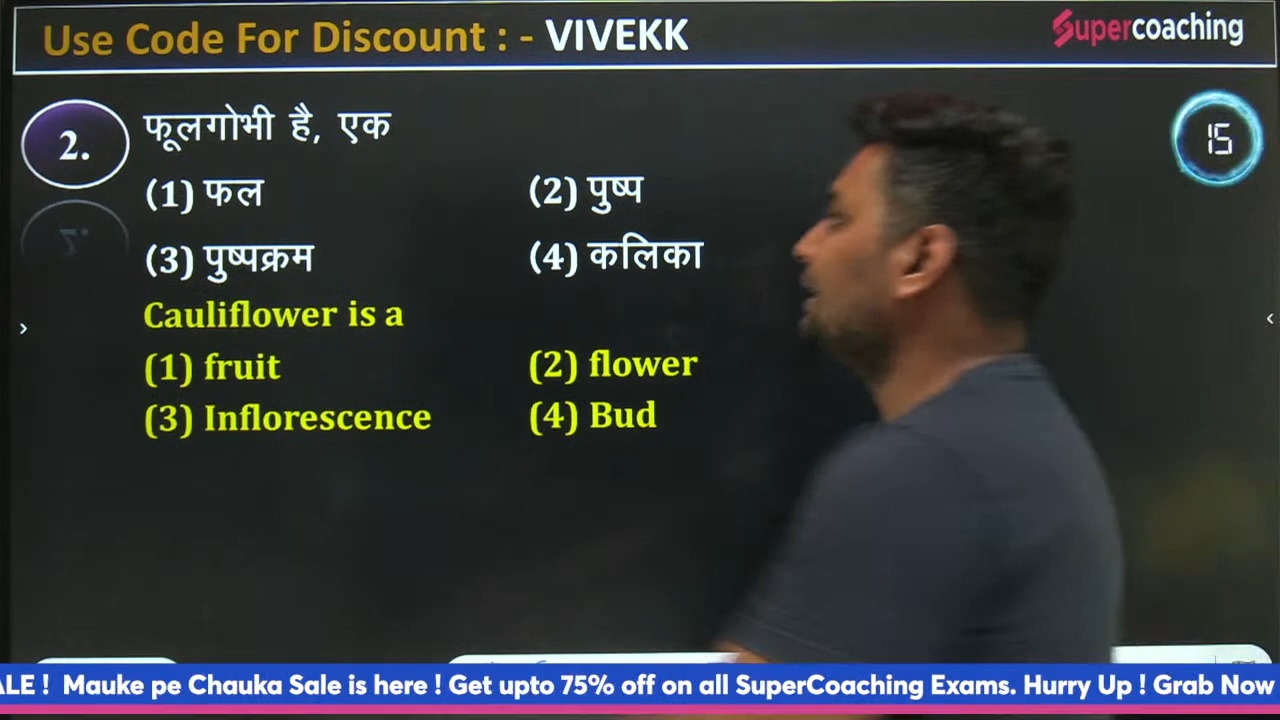 Use Code For Discount : - VIVEKK
Supercoaching
2. फूलगोभी है, एक
15
(1) फल (2) पुष्प
(3) पुष्पक्रम (4) कलिका
Cauliflower is a
(1) fruit (2) flower
(3) Inflorescence (4) Bud
ALE ! Mauke pe Chauka Sale is here ! Get upto 75% off on all SuperCoaching Exams. Hurry Up ! Grab Now